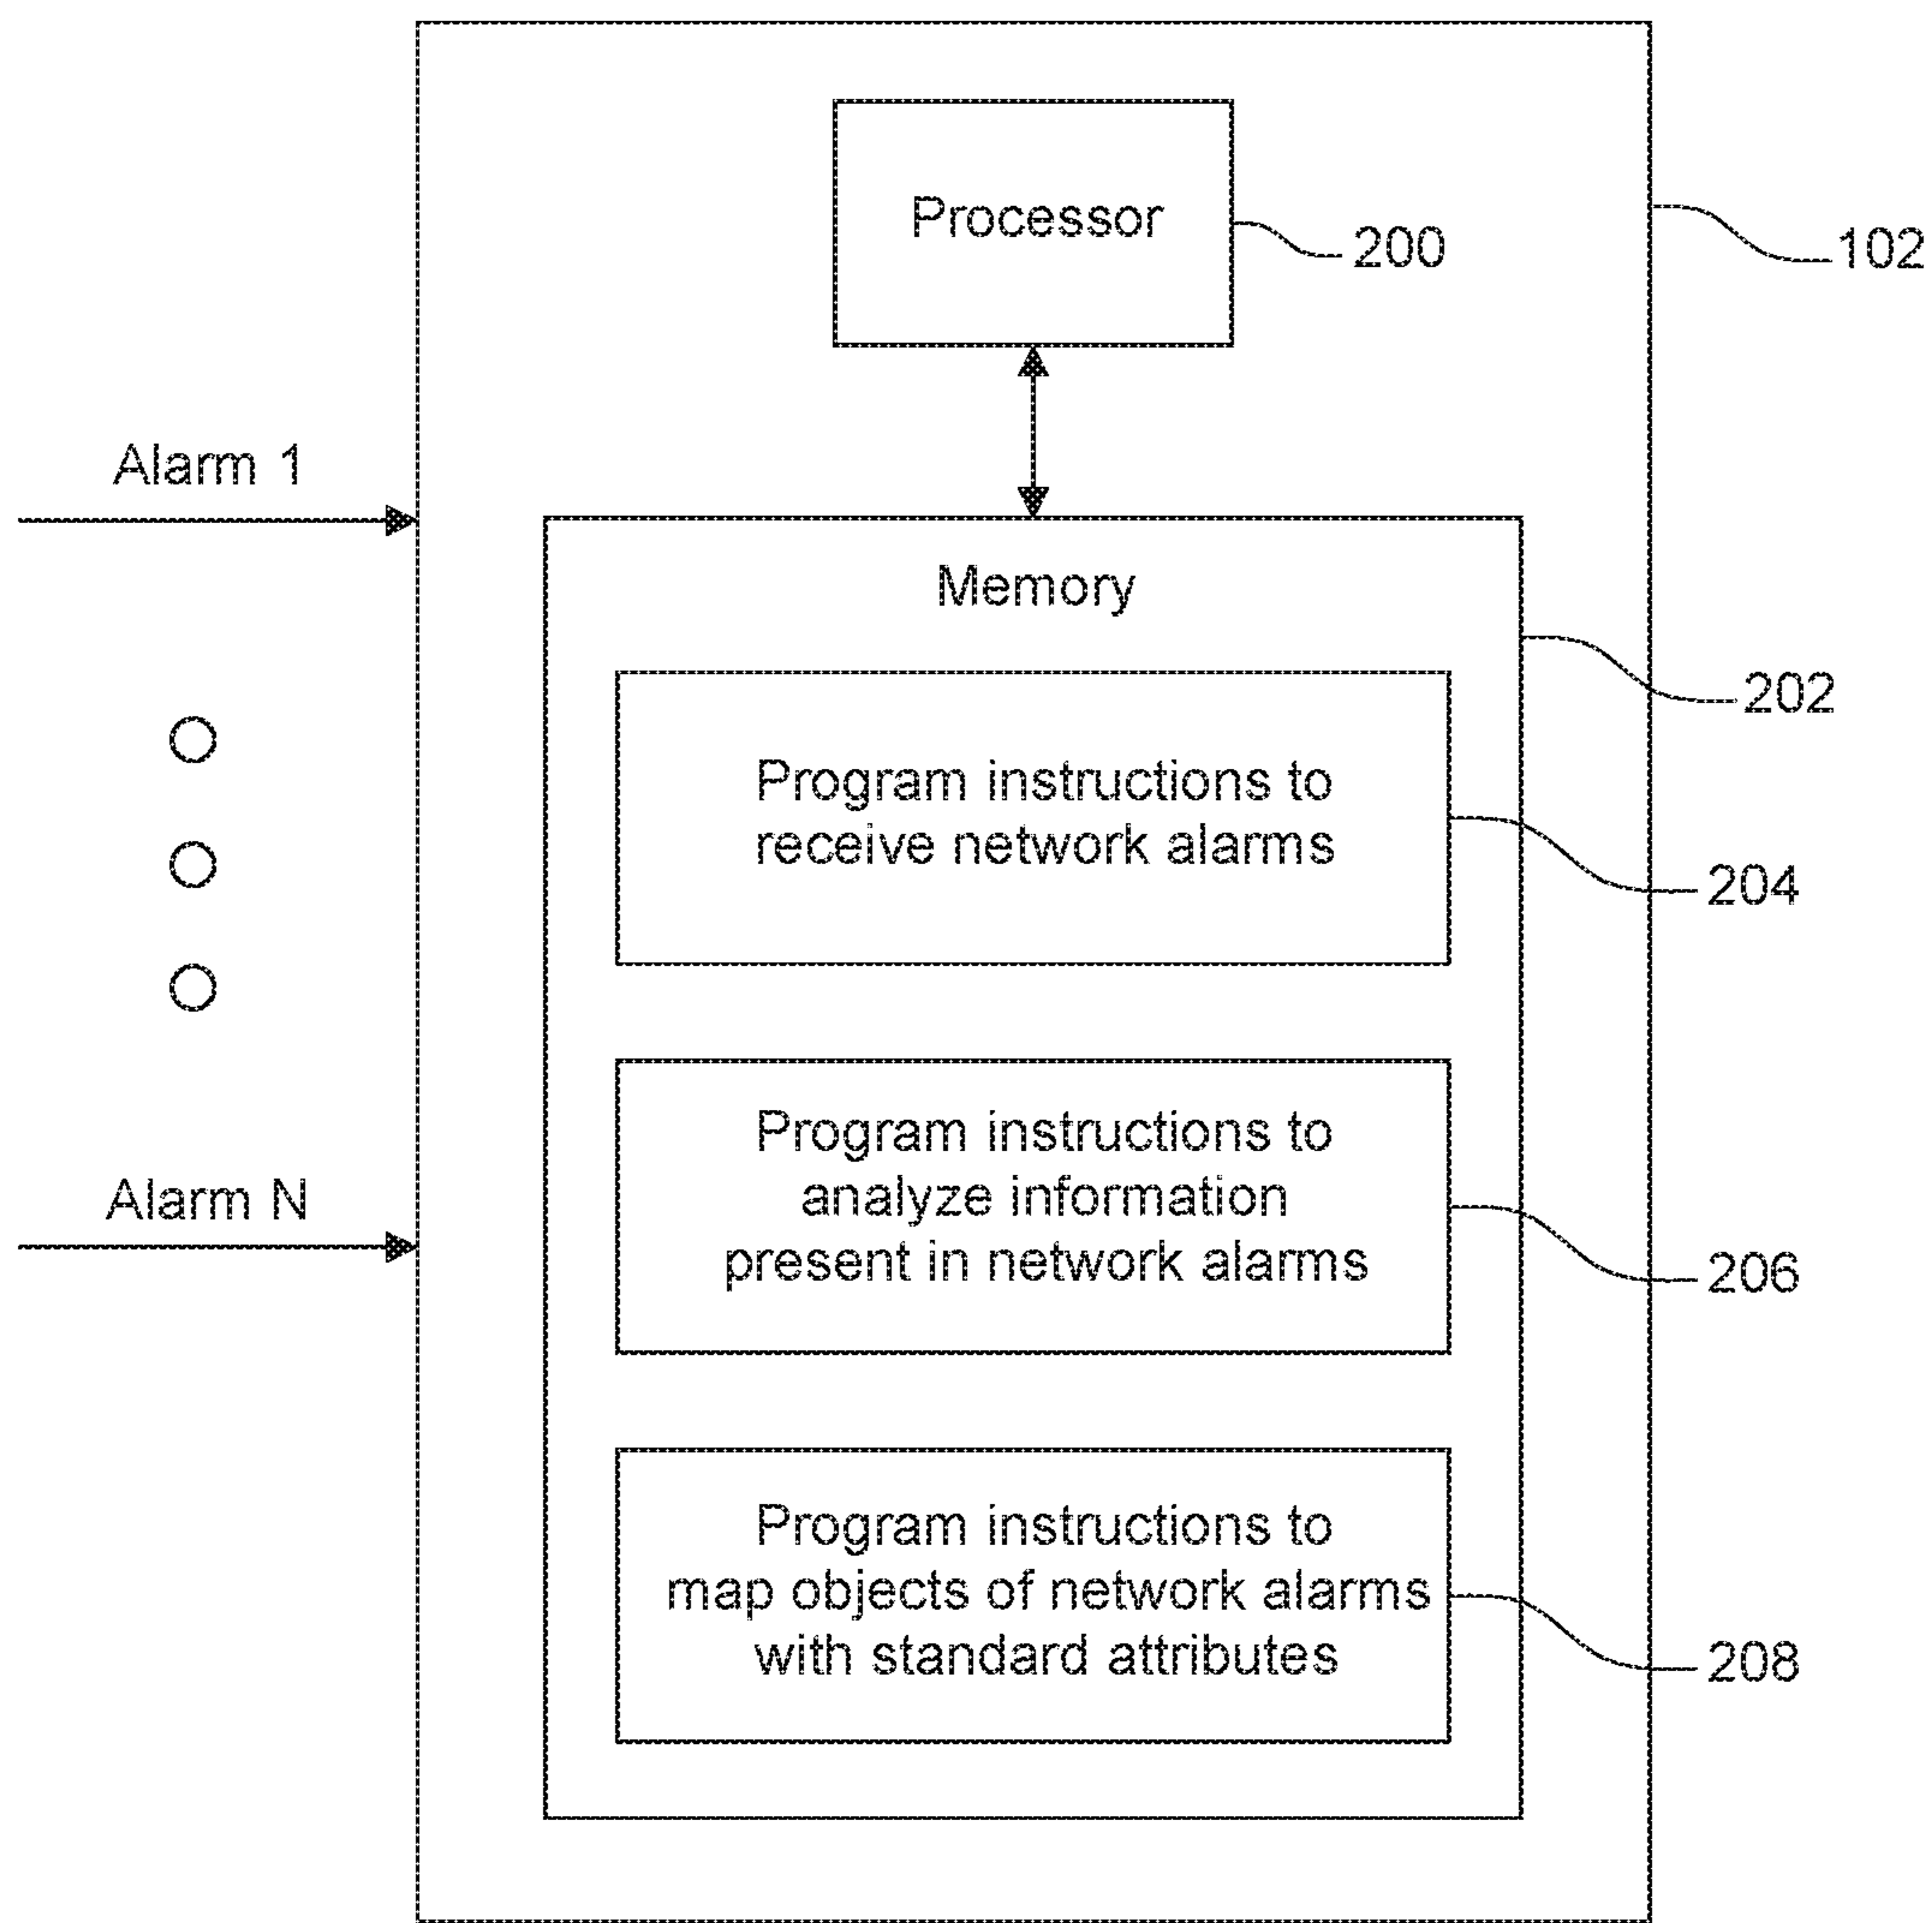 Processor
200
102
Alarm 1
Memory
202
Program instructions to
receive network alarms
204
Program instructions to
analyze information
present in network alarms
Alarm N
206
Program instructions to
map objects of network alarms
with standard attributes
208